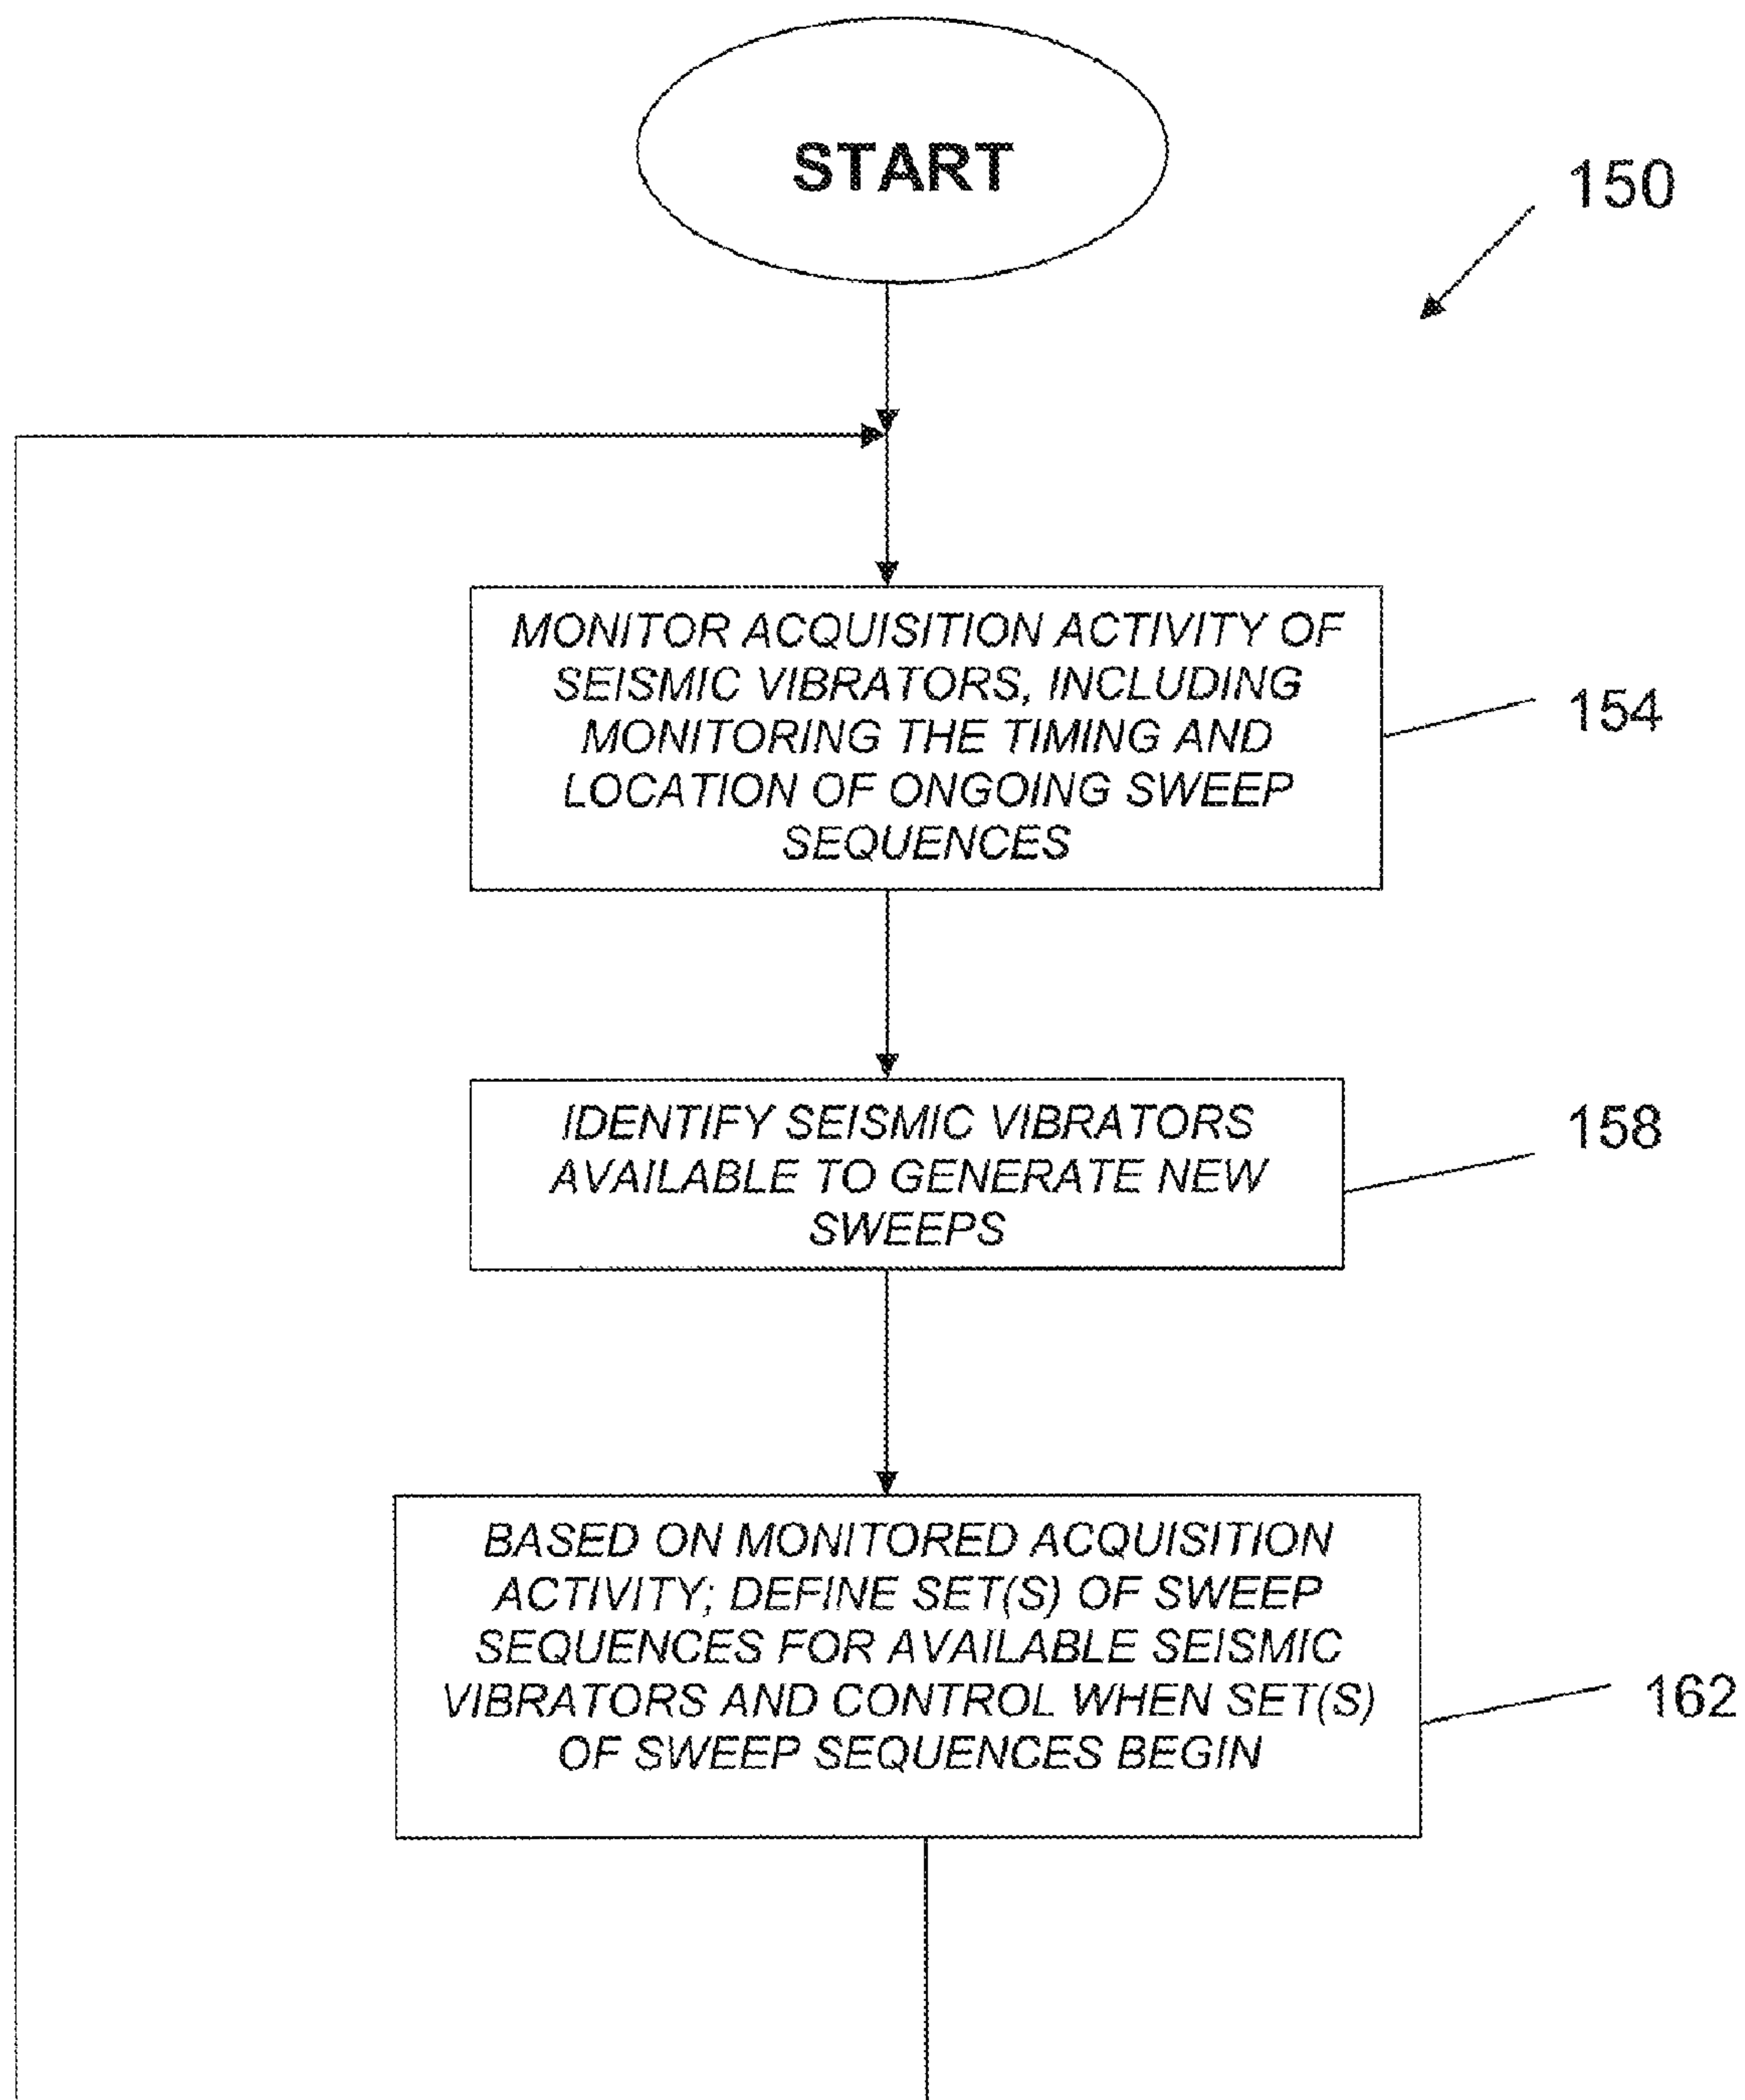 START
150
MONITOR ACQUISITION ACTIVITY OF
SEISMIC VIBRATORS, INCLUDING
MONITORING THE TIMING AND
LOCATION OF ONGOING SWEEP
SEQUENCES
154
IDENTIFY SEISMIC VIBRATORS
AVAILABLE TO GENERATE NEW
SWEEPS
158
BASED ON MONITORED ACQUISITION
ACTIVITY; DEFINE SET(S) OF SWEEP
SEQUENCES FOR AVAILABLE SEISMIC
VIBRATORS AND CONTROL WHEN SET(S)
OF SWEEP SEQUENCES BEGIN
162